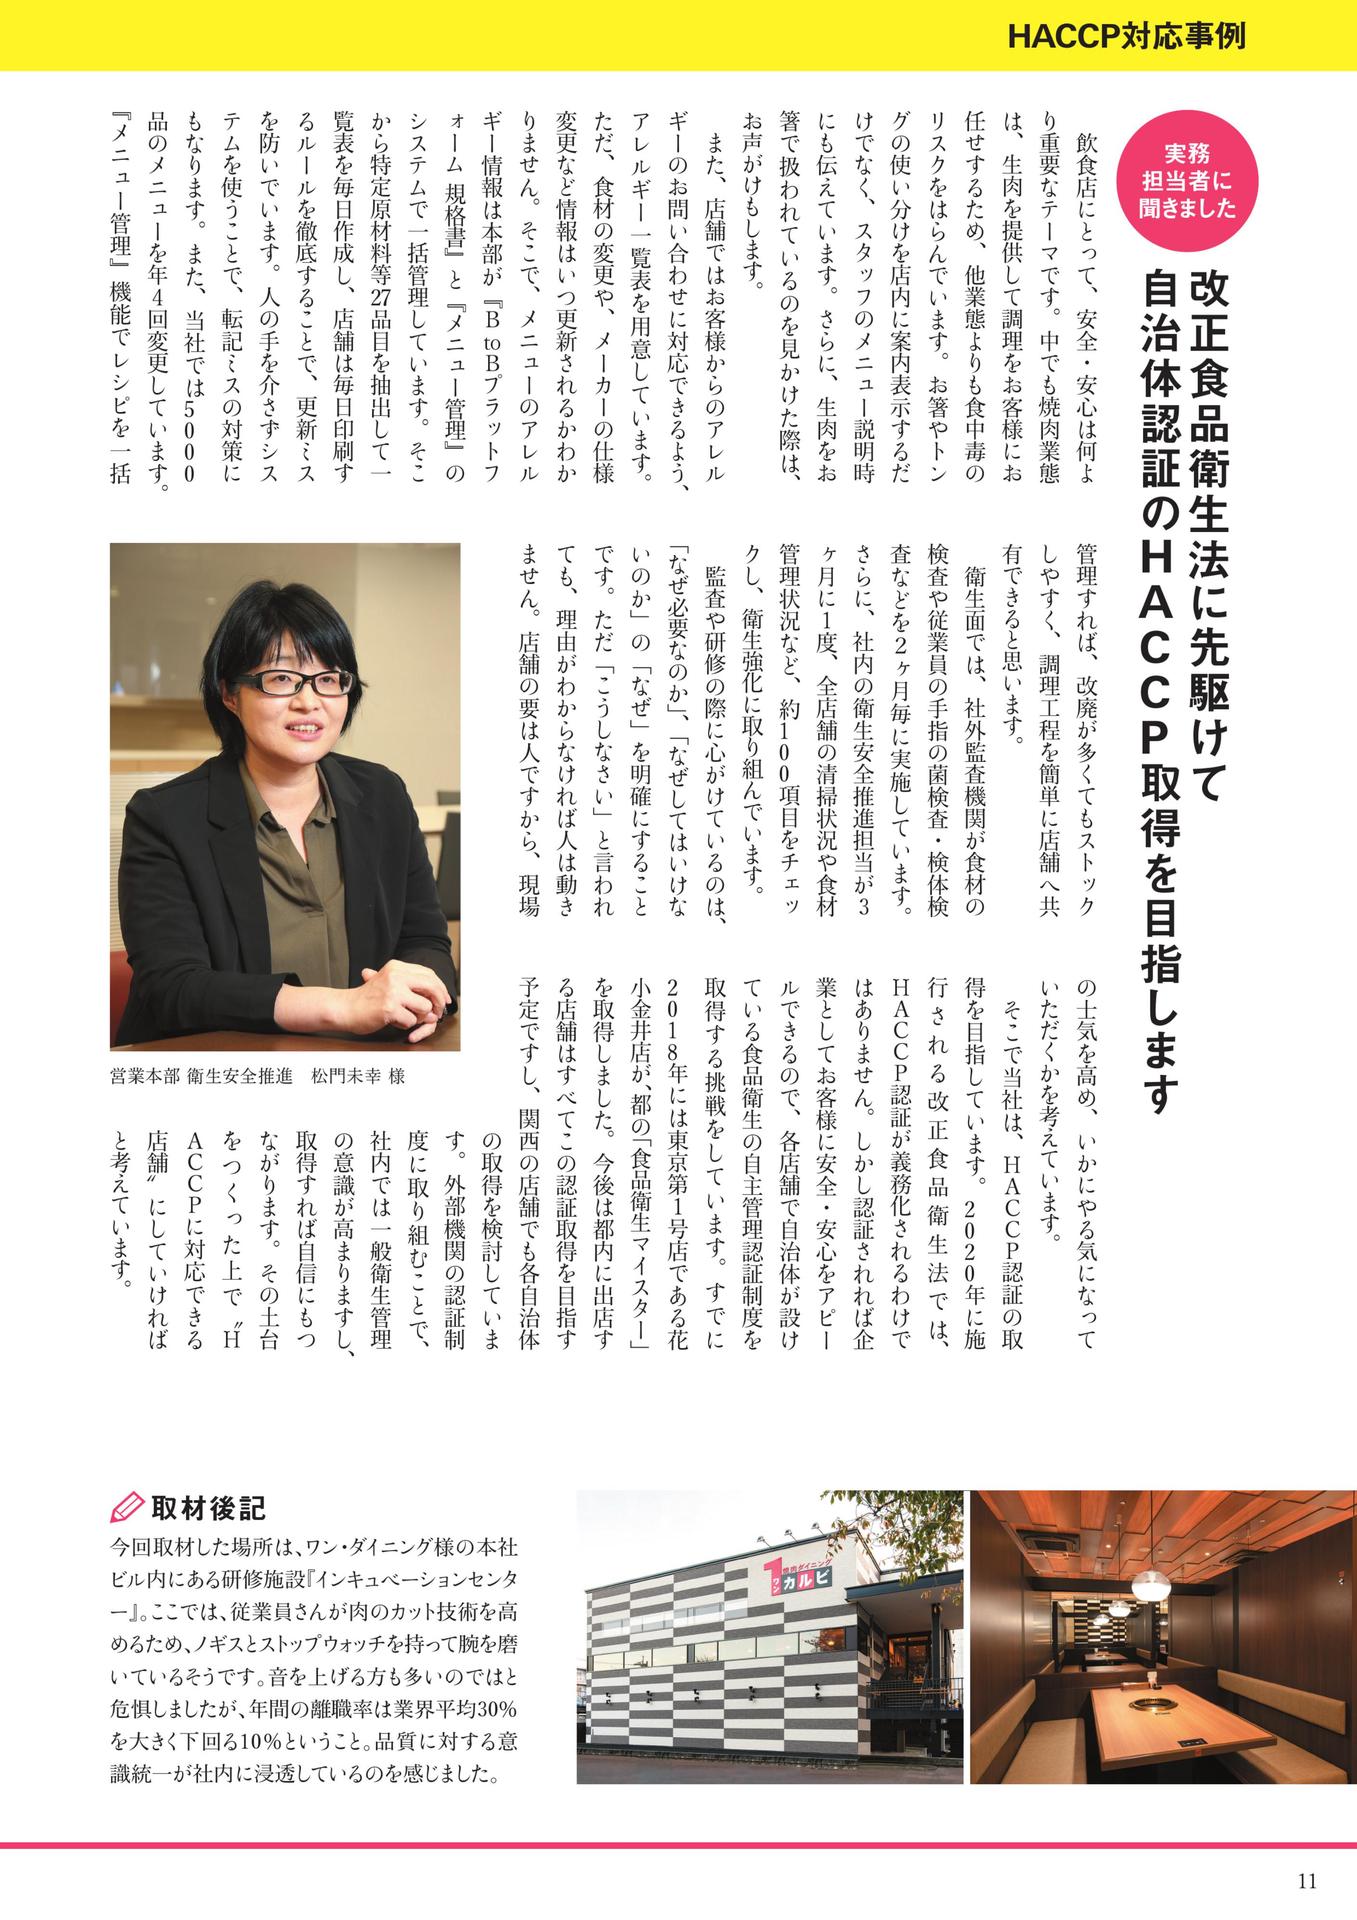 HACCP対応事例
実務
担当者に
聞きました
改正食品衛生法に先駆けて
自治体認証のHACCP取得を目指します
飲食店にとって、安全・安心は何よ
り重要なテーマです。中でも焼肉業態
は、生肉を提供して調理をお客様にお
任せするため、他業態よりも食中毒の
リスクをはらんでいます。お箸やトン
グの使い分けを店内に案内表示するだ
けでなく、スタッフのメニュー説明時
にも伝えています。さらに、生肉をお
箸で扱われているのを見かけた際は、
お声がけもします。
また、店舗ではお客様からのアレル
ギーのお問い合わせに対応できるよう、
アレルギー一覧表を用意しています。
ただ、食材の変更や、メーカーの仕様
変更など情報はいつ更新されるかわか
りません。そこで、メニューのアレル
ギー情報は本部が『BtoBプラットフ
ォーム 規格書』と『メニュー管理』の
システムで一括管理しています。そこ
から特定原材料等27品目を抽出して一
覧表を毎日作成し、店舗は毎日印刷す
るルールを徹底することで、更新ミス
を防いでいます。人の手を介さずシス
テムを使うことで、転記ミスの対策に
もなります。また、当社では5000
品のメニューを年4回変更しています。
『メニュー管理』機能でレシピを一括
管理すれば、改廃が多くてもストック
しやすく、調理工程を簡単に店舗へ共
有できると思います。
衛生面では、社外監査機関が食材の
検査や従業員の手指の菌検査・検体検
査などを2ヶ月毎に実施しています。
さらに、社内の衛生安全推進担当が3
ヶ月に1度、全店舗の清掃状況や食材
管理状況など、約100項目をチェッ
クし、衛生強化に取り組んでいます。
監査や研修の際に心がけているのは、
「なぜ必要なのか」、「なぜしてはいけな
いのか」の「なぜ」を明確にすること
です。ただ「こうしなさい」と言われ
ても、理由がわからなければ人は動き
ません。店舗の要は人ですから、現場
の士気を高め、いかにやる気になって
いただくかを考えています。
そこで当社は、HACCP認証の取
得を目指しています。2020年に施
行される改正食品衛生法では、
HACCP認証が義務化されるわけで
はありません。しかし認証されれば企
業としてお客様に安全・安心をアピー
ルできるので、各店舗で自治体が設け
ている食品衛生の自主管理認証制度を
取得する挑戦をしています。すでに
2018年には東京第1号店である花
小金井店が、都の「食品衛生マイスター」
を取得しました。今後は都内に出店す
る店舗はすべてこの認証取得を目指す
予定ですし、関西の店舗でも各自治体
の取得を検討していま
す。外部機関の認証制
度に取り組むことで、
社内では一般衛生管理
の意識が高まりますし、
取得すれば自信にもつ
ながります。その土台
をつくった上で〝H
ACCPに対応できる
店舗〟にしていければ
と考えています。
営業本部 衛生安全推進　松門未幸 様
取材後記
今回取材した場所は、ワン・ダイニング様の本社
ビル内にある研修施設『インキュベーションセンタ
ー』。ここでは、従業員さんが肉のカット技術を高
めるため、ノギスとストップウォッチを持って腕を磨
いているそうです。音を上げる方も多いのではと
危惧しましたが、年間の離職率は業界平均30%
を大きく下回る10%ということ。品質に対する意
識統一が社内に浸透しているのを感じました。
焼肉ダイニング
1
ワン
カルビ
11